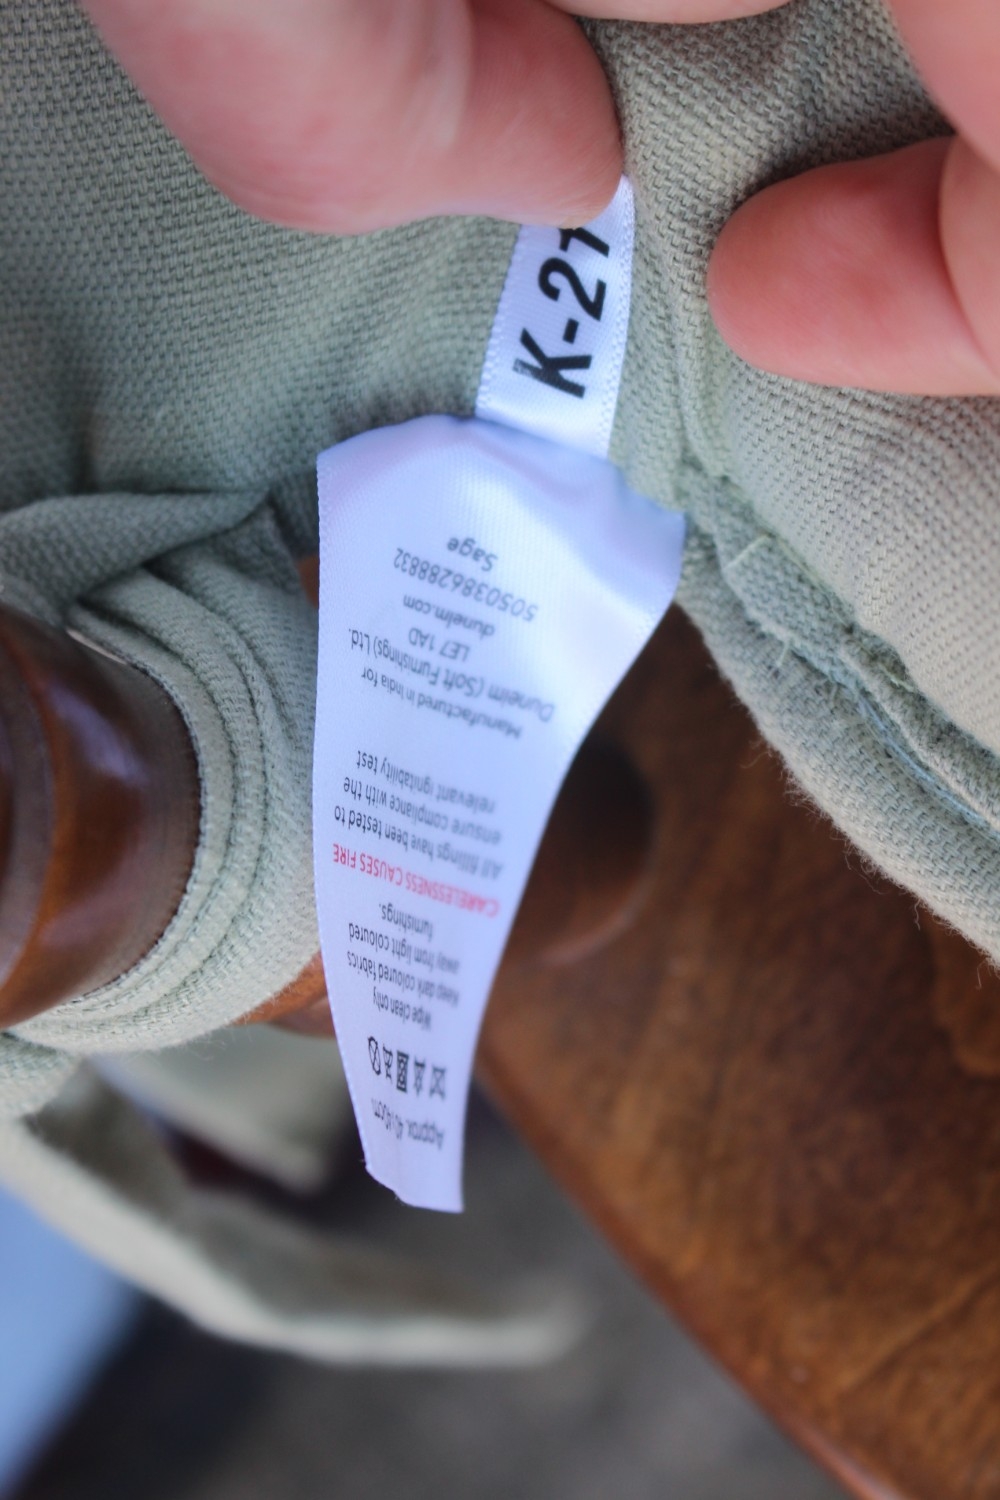 K-21
Approx. 40x40cm
Wipe clean only
Keep dark coloured fabrics
away from light coloured
furnishings.
CARELESSNESS CAUSES FIRE
All fillings have been tested to
ensure compliance with the
relevant ignitability test
Manufactured in India for
Dunelm (Soft Furnishings) Ltd.
LE7 1AD
dunelm.com
5050386288832
Sage